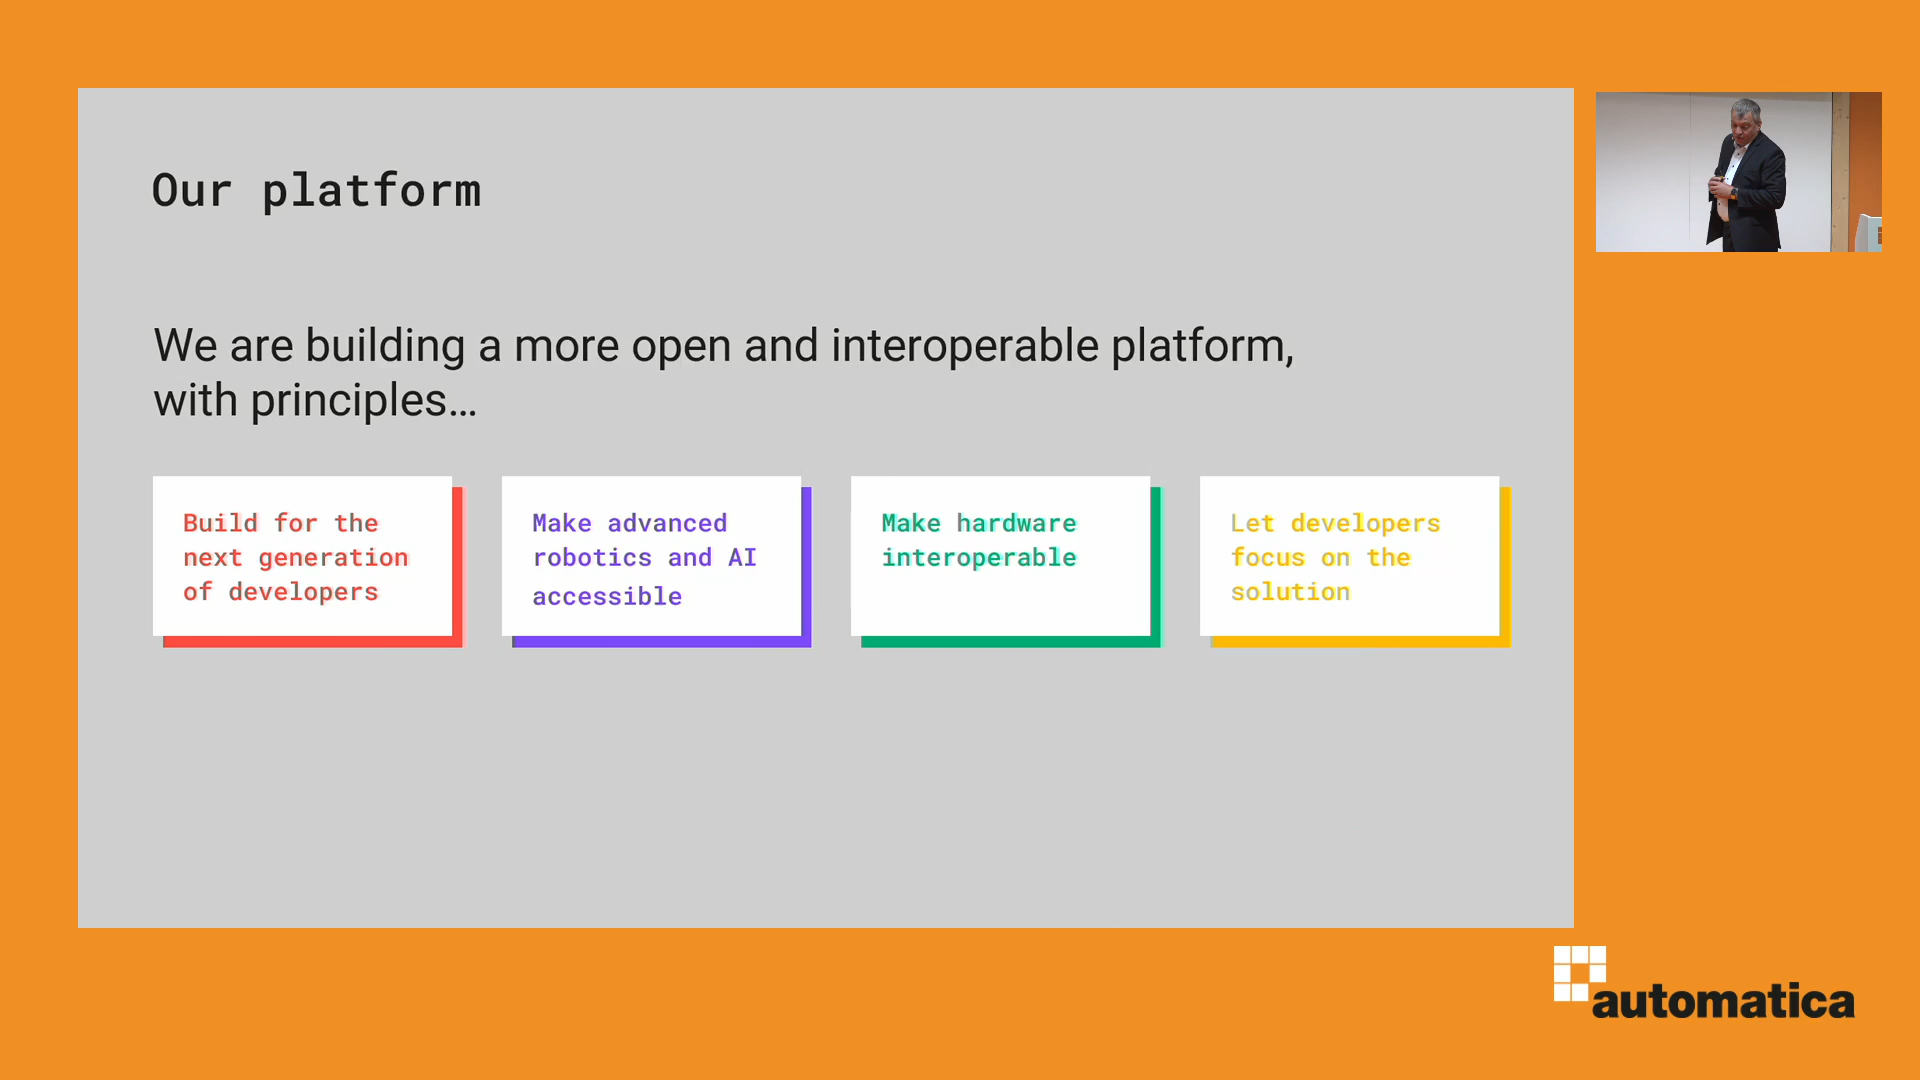 Our platform
We are building a more open and interoperable platform,
with principles…
Build for the
next generation
of developers
Make advanced
robotics and AI
accessible
Make hardware
interoperable
Let developers
focus on the
solution
automatica